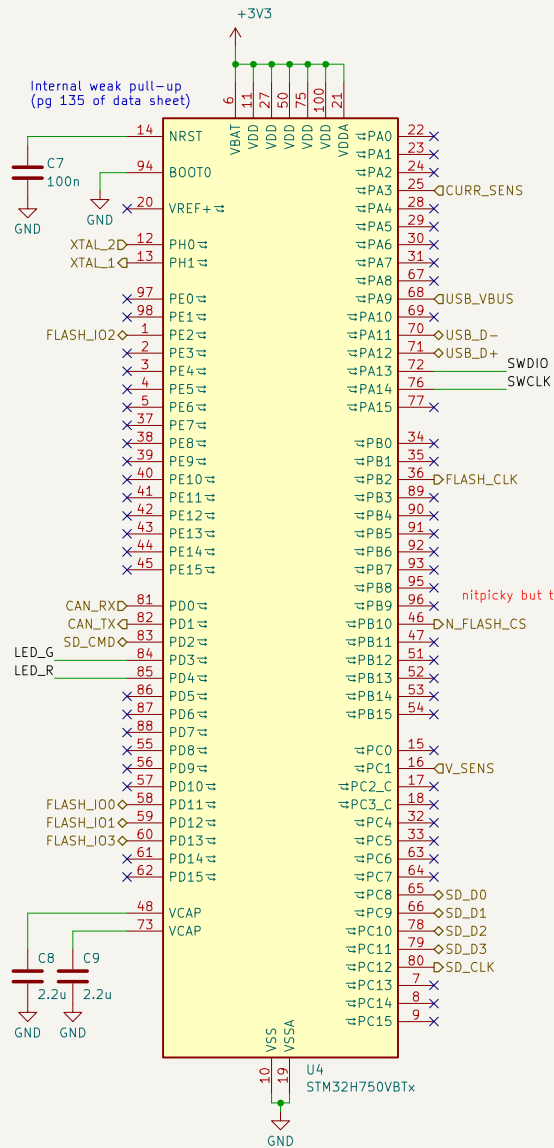 +3V3
Internal weak pull-up
(pg 135 of data sheet)
6 11 27 50 75 100 21
VBAT VDD VDD VDD VDD VDD VDDA
14 NRST
C7
100n
GND
94 BOOT0
GND
20 VREF+
XTAL_2 12 PH0
XTAL_1 13 PH1
97 PE0
98 PE1
FLASH_IO2 1 PE2
2 PE3
3 PE4
4 PE5
5 PE6
37 PE7
38 PE8
39 PE9
40 PE10
41 PE11
42 PE12
43 PE13
44 PE14
45 PE15
CAN_RX 81 PD0
CAN_TX 82 PD1
SD_CMD 83 PD2
LED_G 84 PD3
LED_R 85 PD4
86 PD5
87 PD6
88 PD7
55 PD8
56 PD9
57 PD10
FLASH_IO0 58 PD11
FLASH_IO1 59 PD12
FLASH_IO3 60 PD13
61 PD14
62 PD15
48 VCAP
73 VCAP
C8 C9
2.2u 2.2u
GND GND
PA0 22
PA1 23
PA2 24
PA3 25 CURR_SENS
PA4 28
PA5 29
PA6 30
PA7 31
PA8 67
PA9 68 USB_VBUS
PA10 69
PA11 70 USB_D-
PA12 71 USB_D+
PA13 72 SWDIO
PA14 76 SWCLK
PA15 77
PB0 34
PB1 35
PB2 36 FLASH_CLK
PB3 89
PB4 90
PB5 91
PB6 92
PB7 93
PB8 95
nitpicky but t
PB9 96
PB10 46 N_FLASH_CS
PB11 47
PB12 51
PB13 52
PB14 53
PB15 54
PC0 15
PC1 16 V_SENS
PC2_C 17
PC3_C 18
PC4 32
PC5 33
PC6 63
PC7 64
PC8 65 SD_D0
PC9 66 SD_D1
PC10 78 SD_D2
PC11 79 SD_D3
PC12 80 SD_CLK
PC13 7
PC14 8
PC15 9
VSS VSSA
10 19
U4
STM32H750VBTx
GND